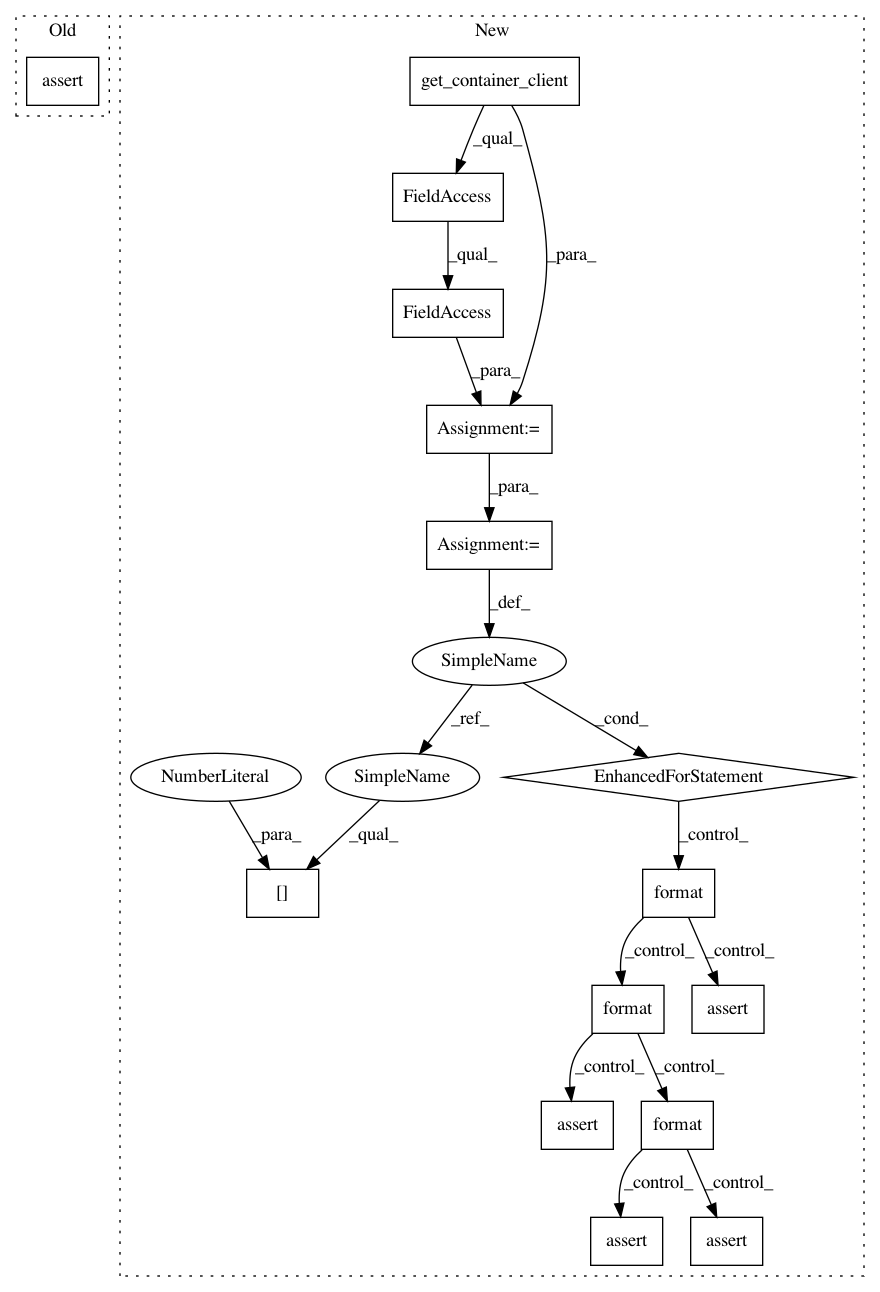 Old
New
assert
get_container_client
_qual_
FieldAccess
_qual_
_para_
FieldAccess
_para_
Assignment:=
_para_
Assignment:=
_def_
SimpleName
_ref_
_cond_
NumberLiteral
SimpleName
EnhancedForStatement
_para_
_qual_
_control_
[]
format
_control_
_control_
format
assert
_control_
_control_
assert
format
_control_
_control_
assert
assert